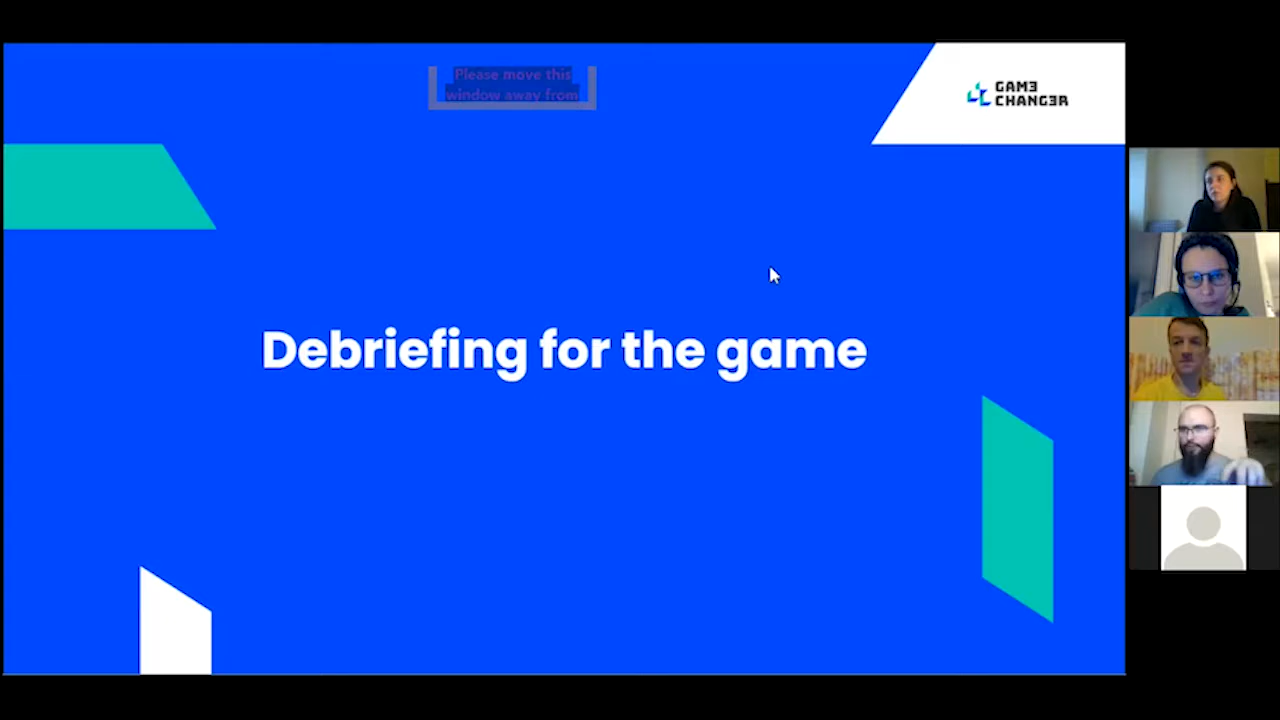 Please move this
window away from
GAM3
CHANG3R
Debriefing for the game